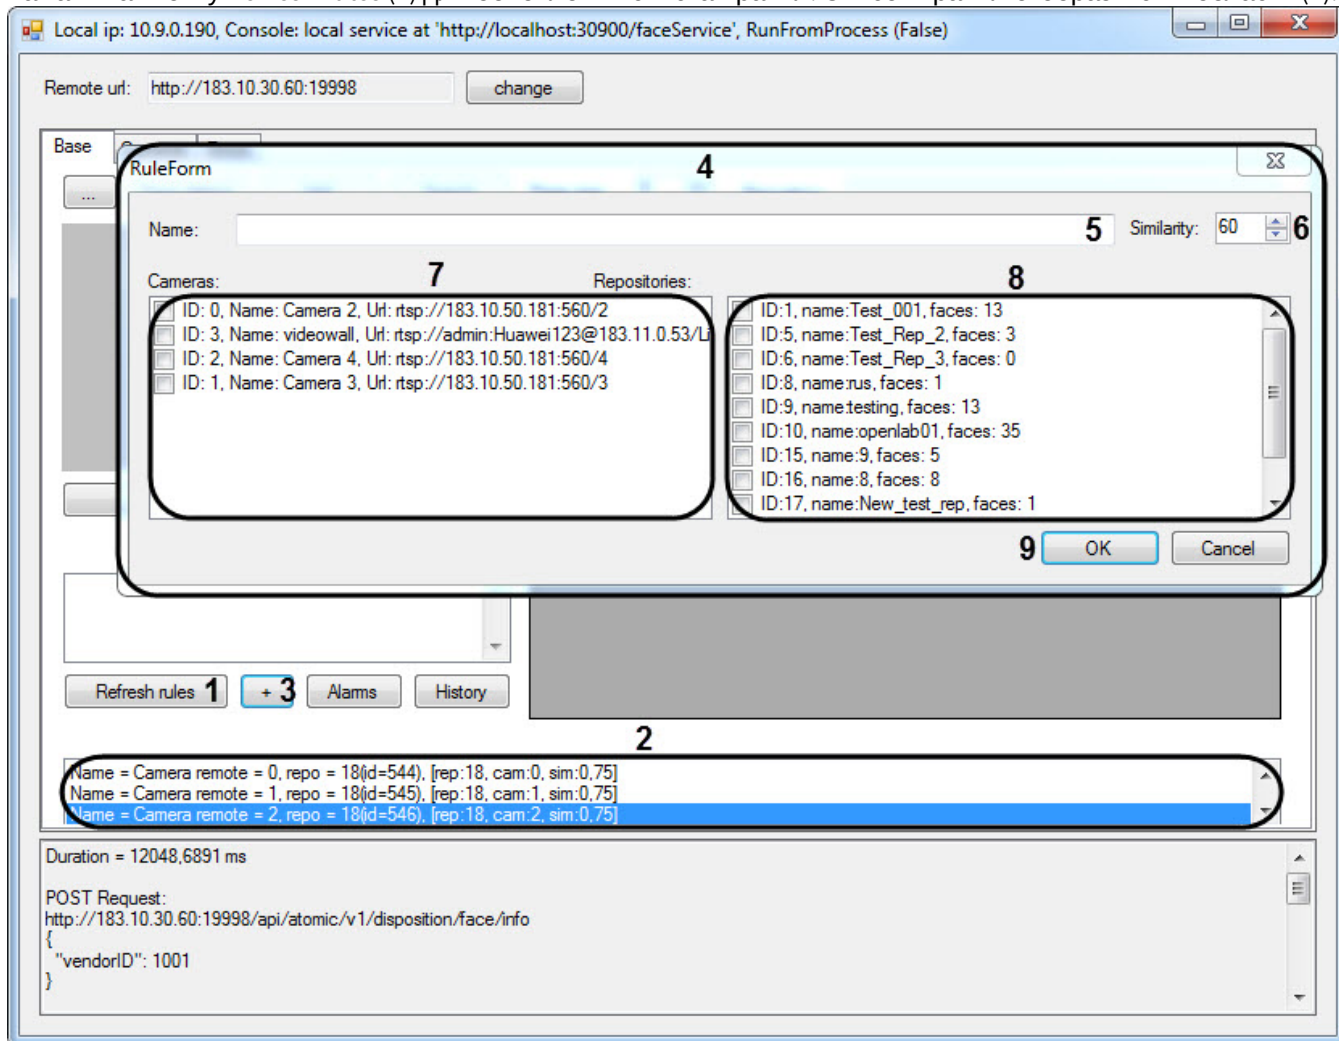 Local ip: 10.9.0.190, Console: local service at 'http://localhost:30900/faceService', RunFromProcess (False)
Remote url: http://183.10.30.60:19998 change
Base
RuleForm 4
...
Name: 5 Similarity: 60 6
Cameras: 7 Repositories: 8
ID: 0, Name: Camera 2, Url: rtsp://183.10.50.181:560/2
ID: 3, Name: videowall, Url: rtsp://admin:Huawei123@183.11.0.53/Li
ID: 2, Name: Camera 4, Url: rtsp://183.10.50.181:560/4
ID: 1, Name: Camera 3, Url: rtsp://183.10.50.181:560/3
ID:1, name:Test_001, faces: 13
ID:5, name:Test_Rep_2, faces: 3
ID:6, name:Test_Rep_3, faces: 0
ID:8, name:rus, faces: 1
ID:9, name:testing, faces: 13
ID:10, name:openlab01, faces: 35
ID:15, name:9, faces: 5
ID:16, name:8, faces: 8
ID:17, name:New_test_rep, faces: 1
9 OK Cancel
Refresh rules 1 + 3 Alarms History
2
Name = Camera remote = 0, repo = 18(id=544), [rep:18, cam:0, sim:0,75]
Name = Camera remote = 1, repo = 18(id=545), [rep:18, cam:1, sim:0,75]
Name = Camera remote = 2, repo = 18(id=546), [rep:18, cam:2, sim:0,75]
Duration = 12048,6891 ms
POST Request:
http://183.10.30.60:19998/api/atomic/v1/disposition/face/info
{
"vendorID": 1001
}